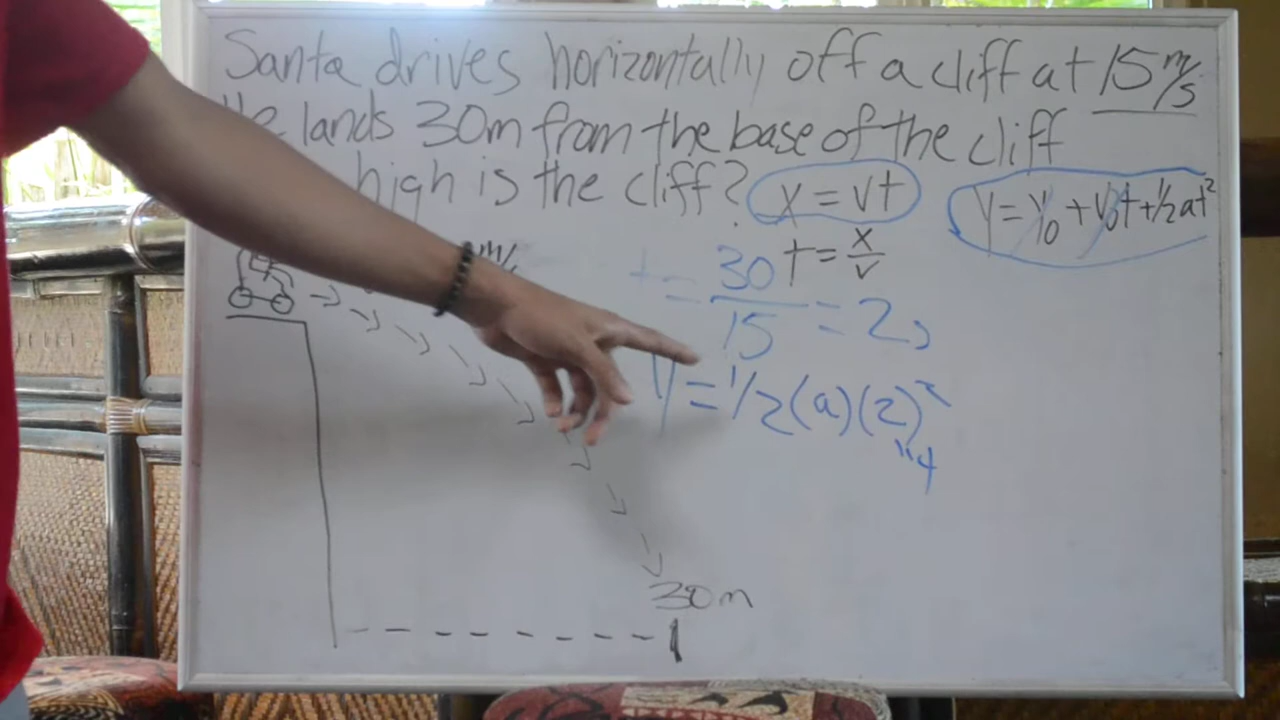 Santa drives horizontally off a cliff at 15 m/s
lands 30m from the base of the cliff
high is the cliff? x = vt y = y₀ + v₀t + ½at²
t = x/v
= 30/15 = 2s
y = ½(a)(2)²
"4
30m